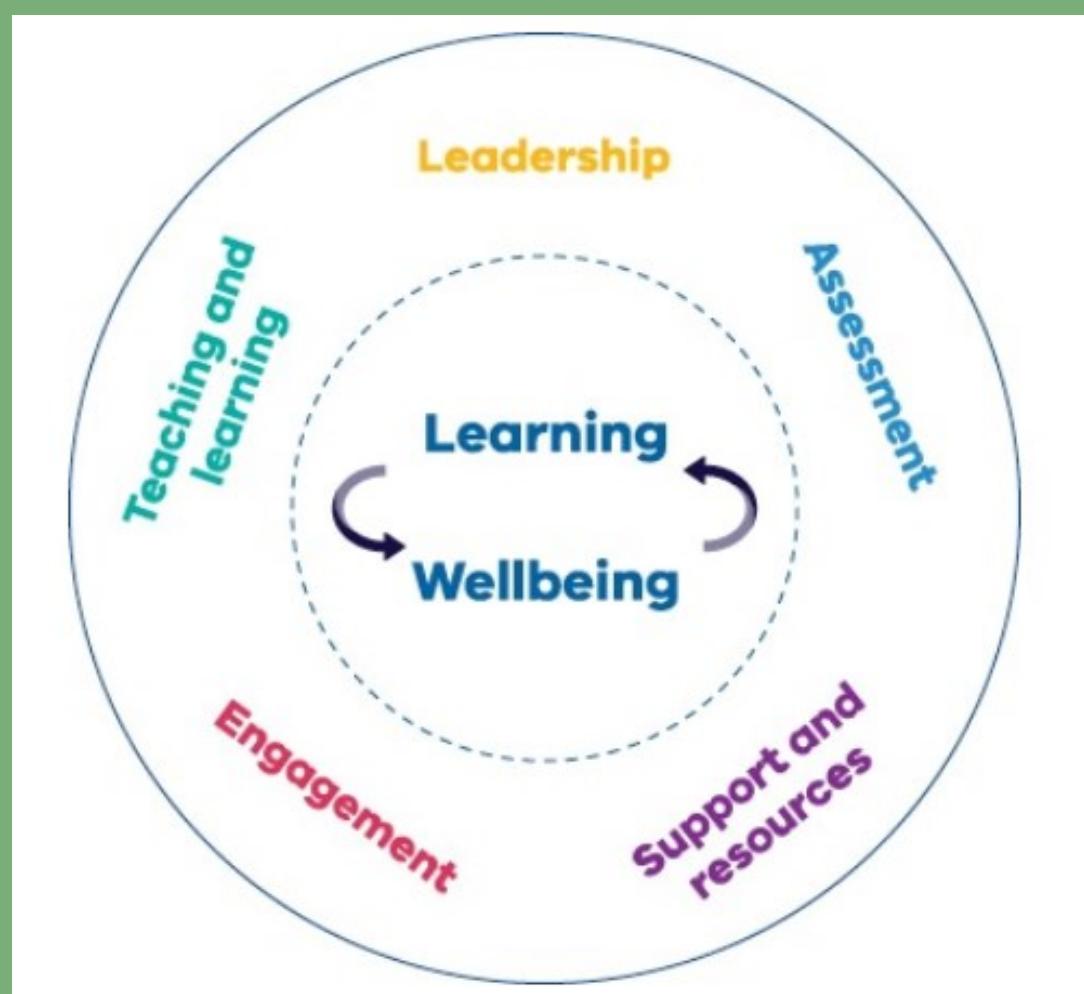 Leadership
Teaching and
learning
Assessment
Learning
Wellbeing
Engagement
Support and
resources